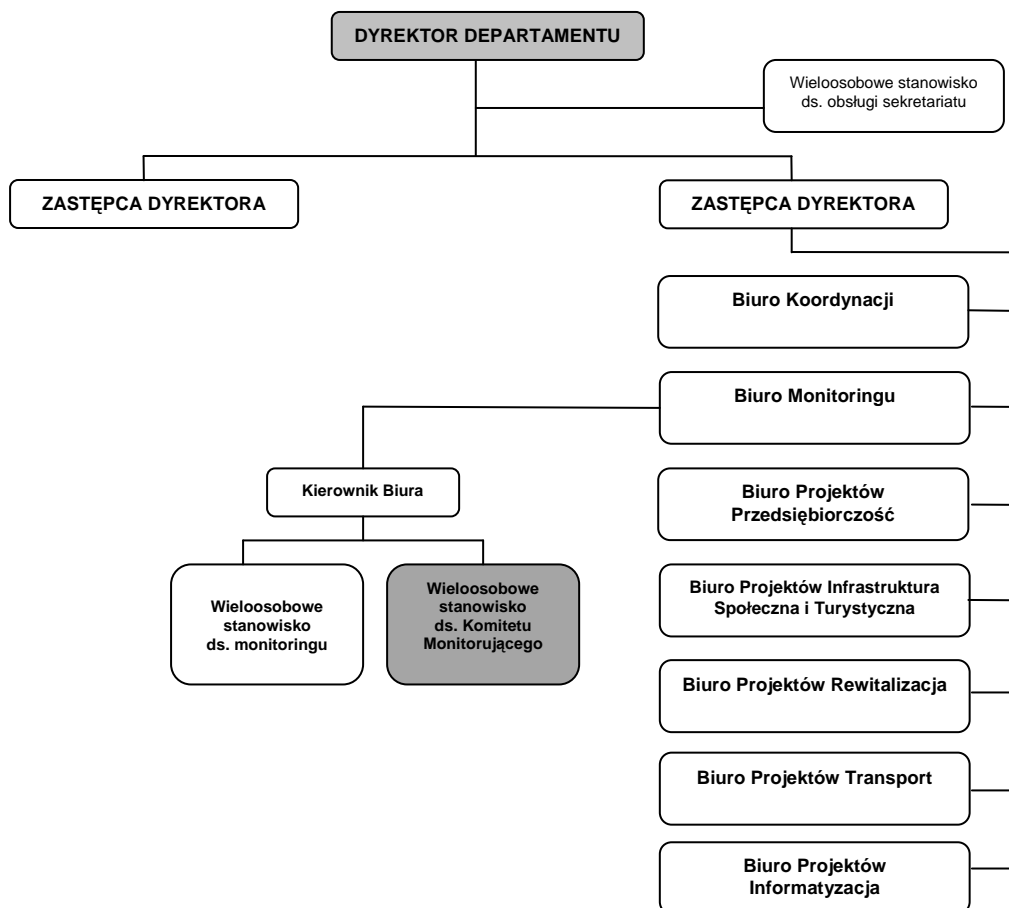 DYREKTOR DEPARTAMENTU
Wieloosobowe stanowisko
ds. obsługi sekretariatu
ZASTĘPCA DYREKTORA
ZASTĘPCA DYREKTORA
Biuro Koordynacji
Biuro Monitoringu
Kierownik Biura
Wieloosobowe
stanowisko
ds. monitoringu
Wieloosobowe
stanowisko
ds. Komitetu
Monitorującego
Biuro Projektów
Przedsiębiorczość
Biuro Projektów Infrastruktura
Społeczna i Turystyczna
Biuro Projektów Rewitalizacja
Biuro Projektów Transport
Biuro Projektów
Informatyzacja